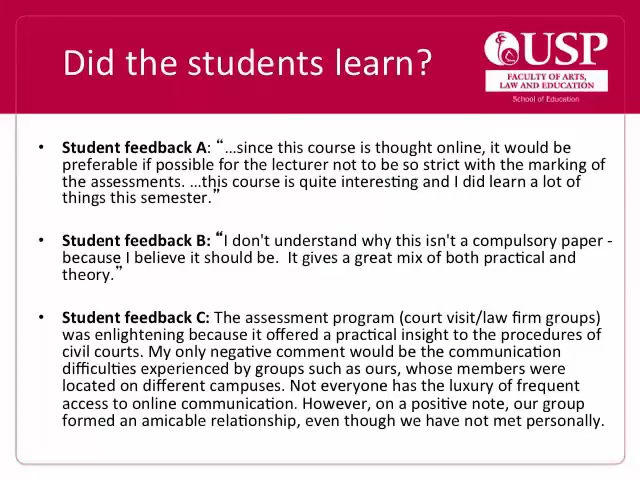 Did the students learn?
USP
FACULTY OF ARTS,
LAW AND EDUCATION
School of Education
• Student feedback A: “…since this course is thought online, it would be
preferable if possible for the lecturer not to be so strict with the marking of
the assessments. …this course is quite interesting and I did learn a lot of
things this semester.”
• Student feedback B: “I don't understand why this isn't a compulsory paper -
because I believe it should be.  It gives a great mix of both practical and
theory.”
• Student feedback C: The assessment program (court visit/law firm groups)
was enlightening because it offered a practical insight to the procedures of
civil courts. My only negative comment would be the communication
difficulties experienced by groups such as ours, whose members were
located on different campuses. Not everyone has the luxury of frequent
access to online communication. However, on a positive note, our group
formed an amicable relationship, even though we have not met personally.